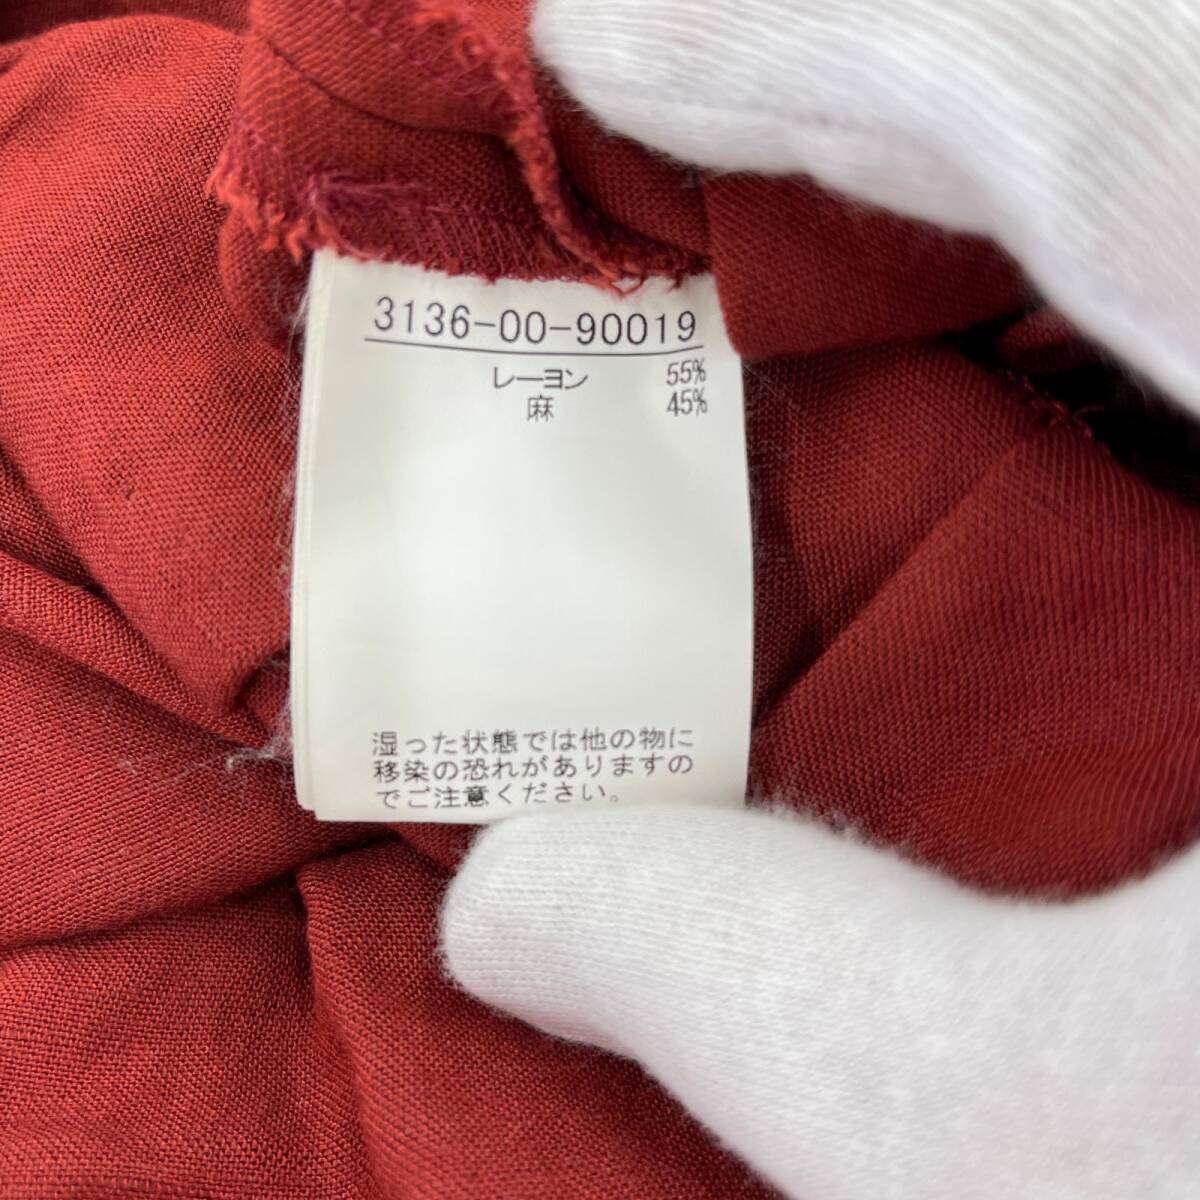 3136-00-90019
レーヨン 55%
麻 45%
湿った状態では他の物に
移染の恐れがありますの
でご注意ください。